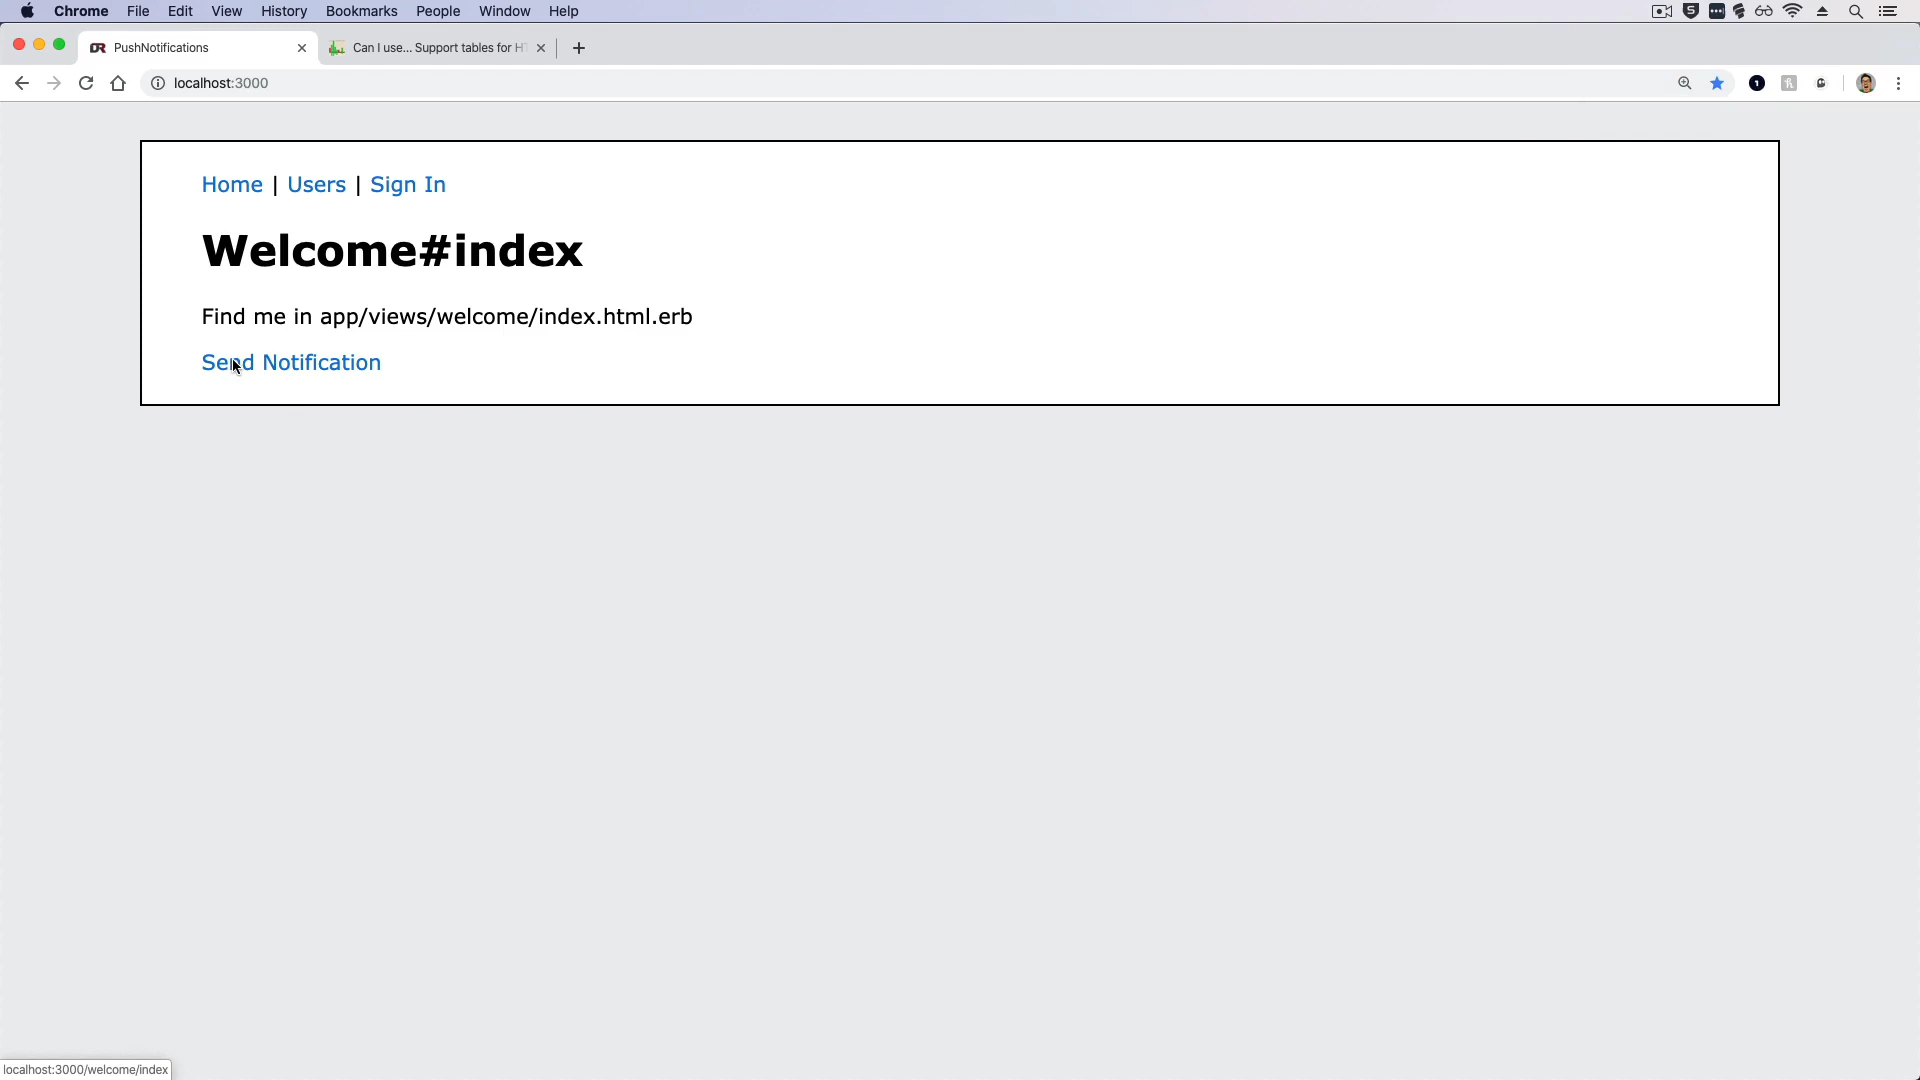 Chrome File Edit View History Bookmarks People Window Help
PushNotifications Can I use... Support tables for HT
localhost:3000
Home | Users | Sign In
Welcome#index
Find me in app/views/welcome/index.html.erb
Send Notification
localhost:3000/welcome/index